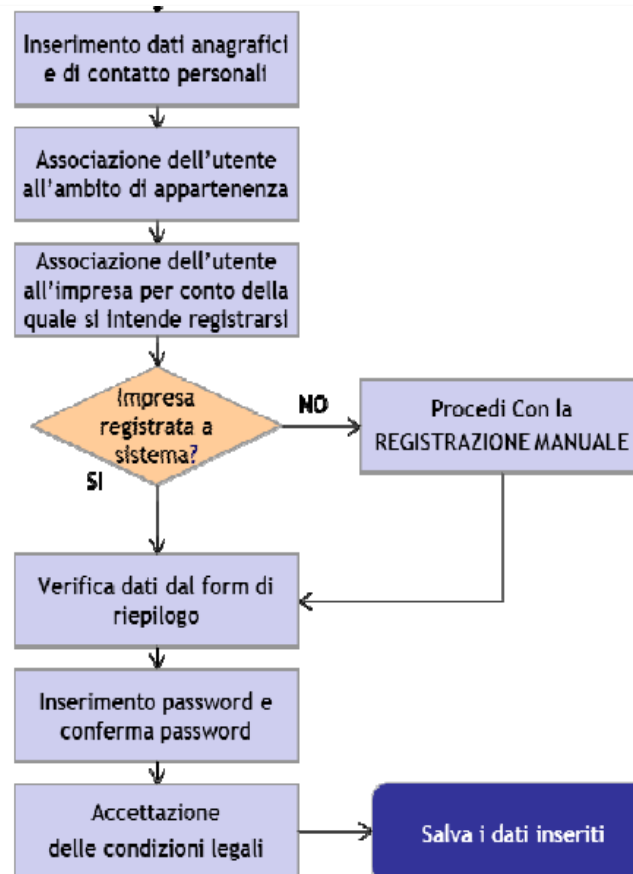 Inserimento dati anagrafici
e di contatto personali
Associazione dell'utente
all'ambito di appartenenza
Associazione dell'utente
all'impresa per conto della
quale si intende registrarsi
Impresa
registrata a
sistema?
NO
Procedi Con la
REGISTRAZIONE MANUALE
SI
Verifica dati dal form di
riepilogo
Inserimento password e
conferma password
Accettazione
delle condizioni legali
Salva i dati inseriti